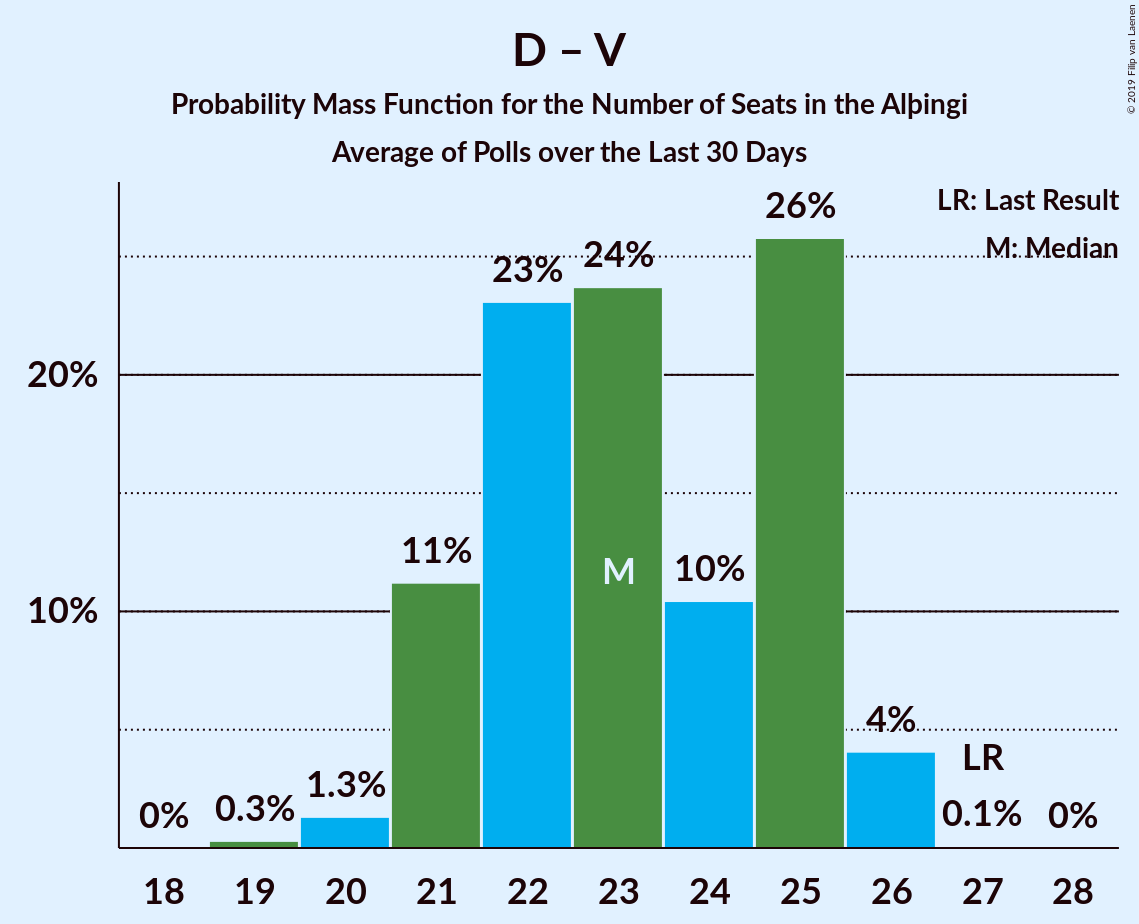 D – V
Probability Mass Function for the Number of Seats in the Alþingi
Average of Polls over the Last 30 Days
© 2019 Filip van Laenen
LR: Last Result
M: Median
26%
24%
23%
20%
11%
M
10%
10%
4%
LR
1.3%
0.3%
0%
0.1%
0%
18 19 20 21 22 23 24 25 26 27 28